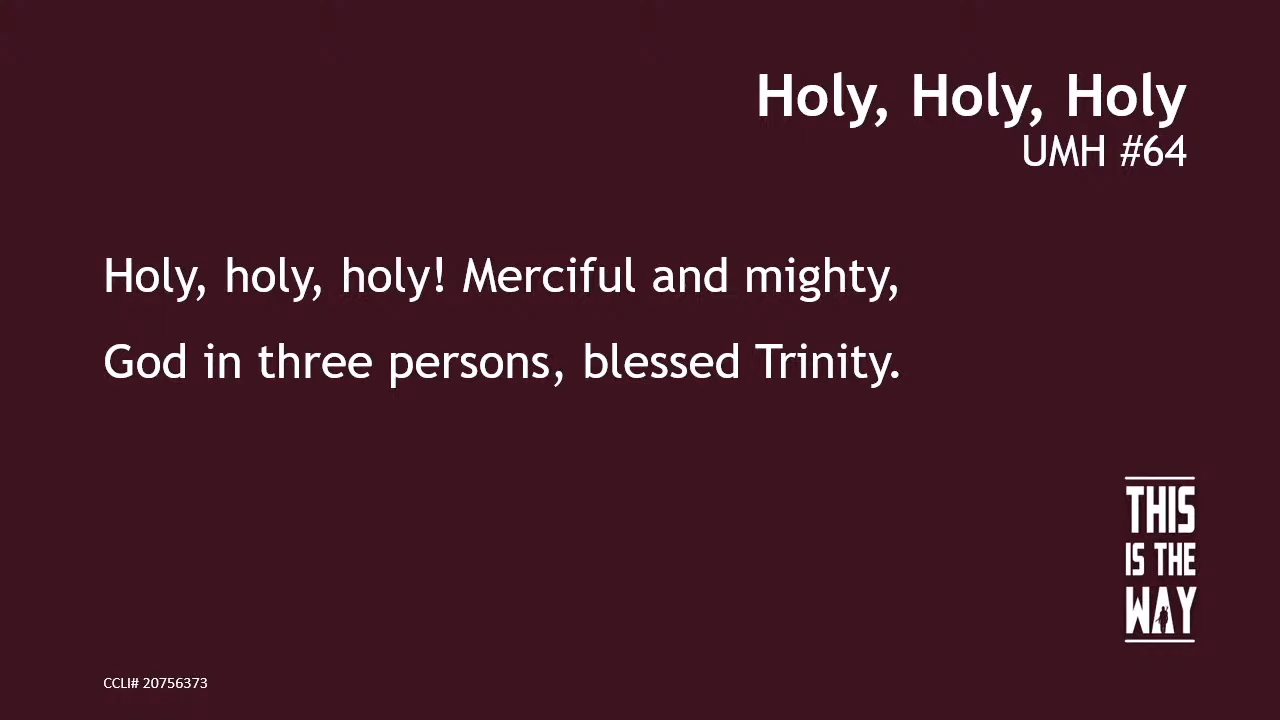 Holy, Holy, Holy
UMH #64
Holy, holy, holy! Merciful and mighty,
God in three persons, blessed Trinity.
THIS
IS THE
WAY
CCLI# 20756373